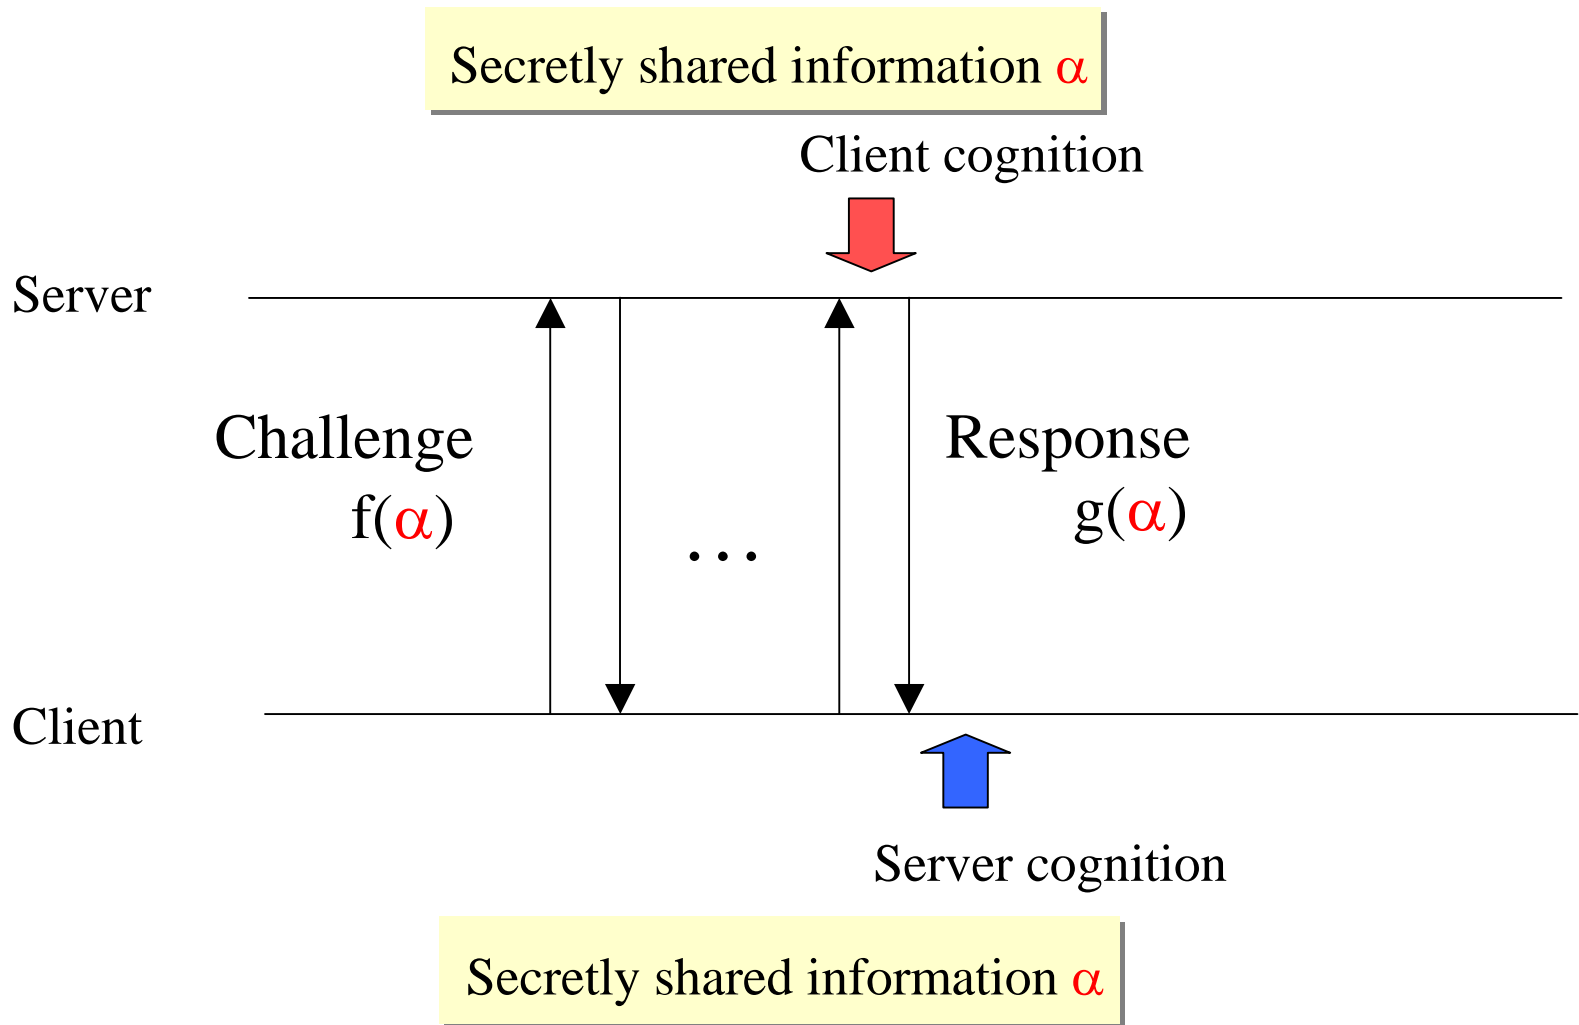 Secretly shared information α
Client cognition
Server
Challenge
f(α)
...
Response
g(α)
Client
Server cognition
Secretly shared information α